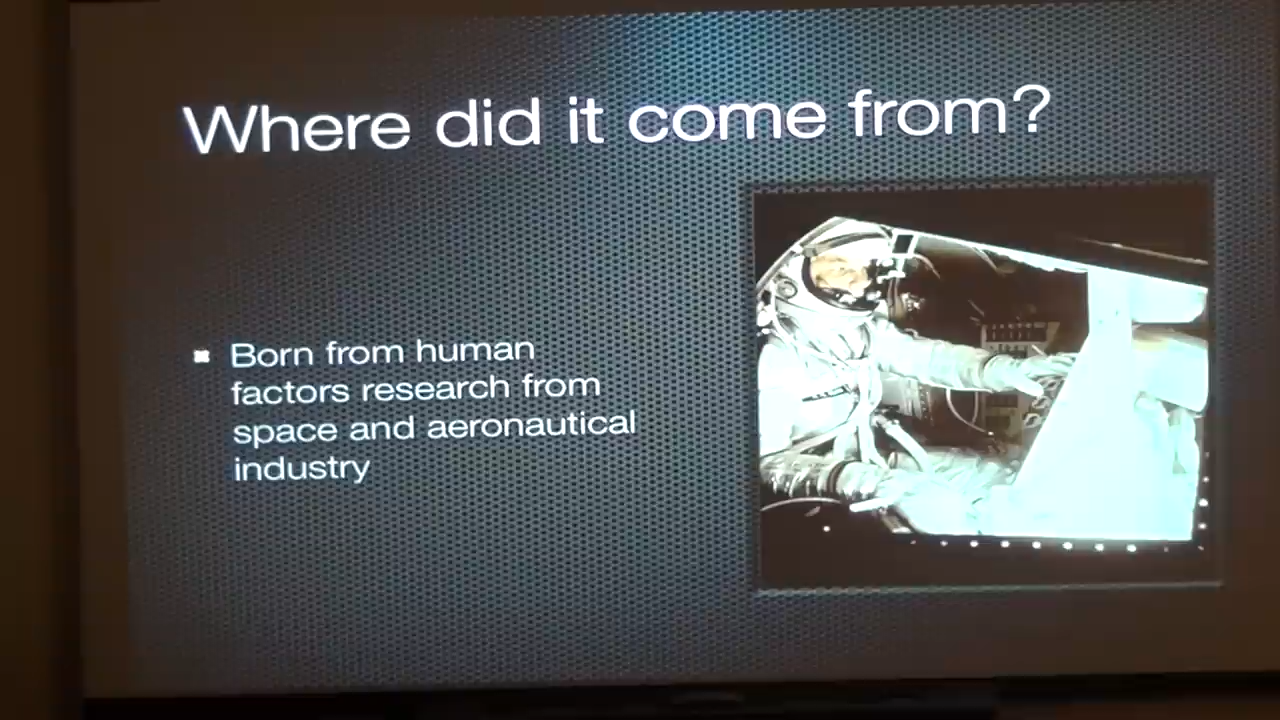 Where did it come from?
Born from human
factors research from
space and aeronautical
industry